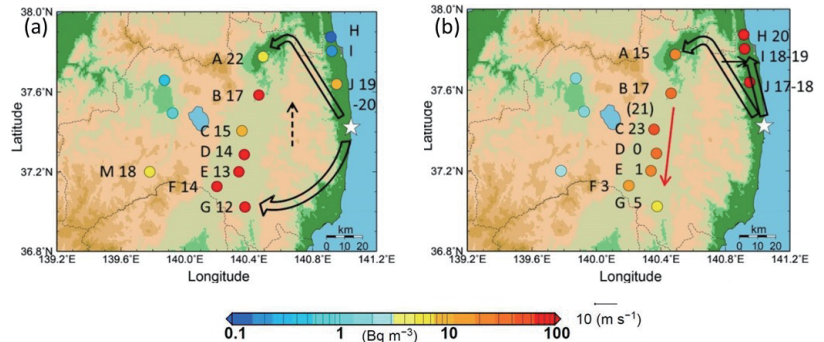 (a)
38.0°N
37.6°N
37.2°N
36.8°N
Latitude
H
I
A 22
J 19
-20
B 17
C 15
D 14
E 13
M 18
F 14
G 12
km
0 10 20
139.2°E
139.6°E
140.0°E
140.4°E
140.8°E
141.2°E
Longitude
(b)
38.0°N
37.6°N
37.2°N
36.8°N
Latitude
H 20
A 15
I 18-19
B 17
(21)
J 17-18
C 23
D 0
E 1
F 3
G 5
km
0 10 20
139.2°E
139.6°E
140.0°E
140.4°E
140.8°E
141.2°E
Longitude
0.1 1 (Bq m⁻³) 10 100
10 (m s⁻¹)